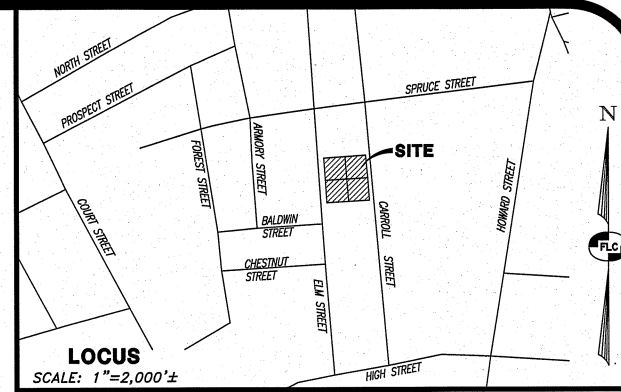 NORTH STREET
PROSPECT STREET
SPRUCE STREET
N
FOREST STREET
ARMORY STREET
SITE
COURT STREET
HOWARD STREET
BALDWIN
STREET
CARROLL STREET
FLC
CHESTNUT
STREET
ELM STREET
HIGH STREET
LOCUS
SCALE: 1"=2,000'±